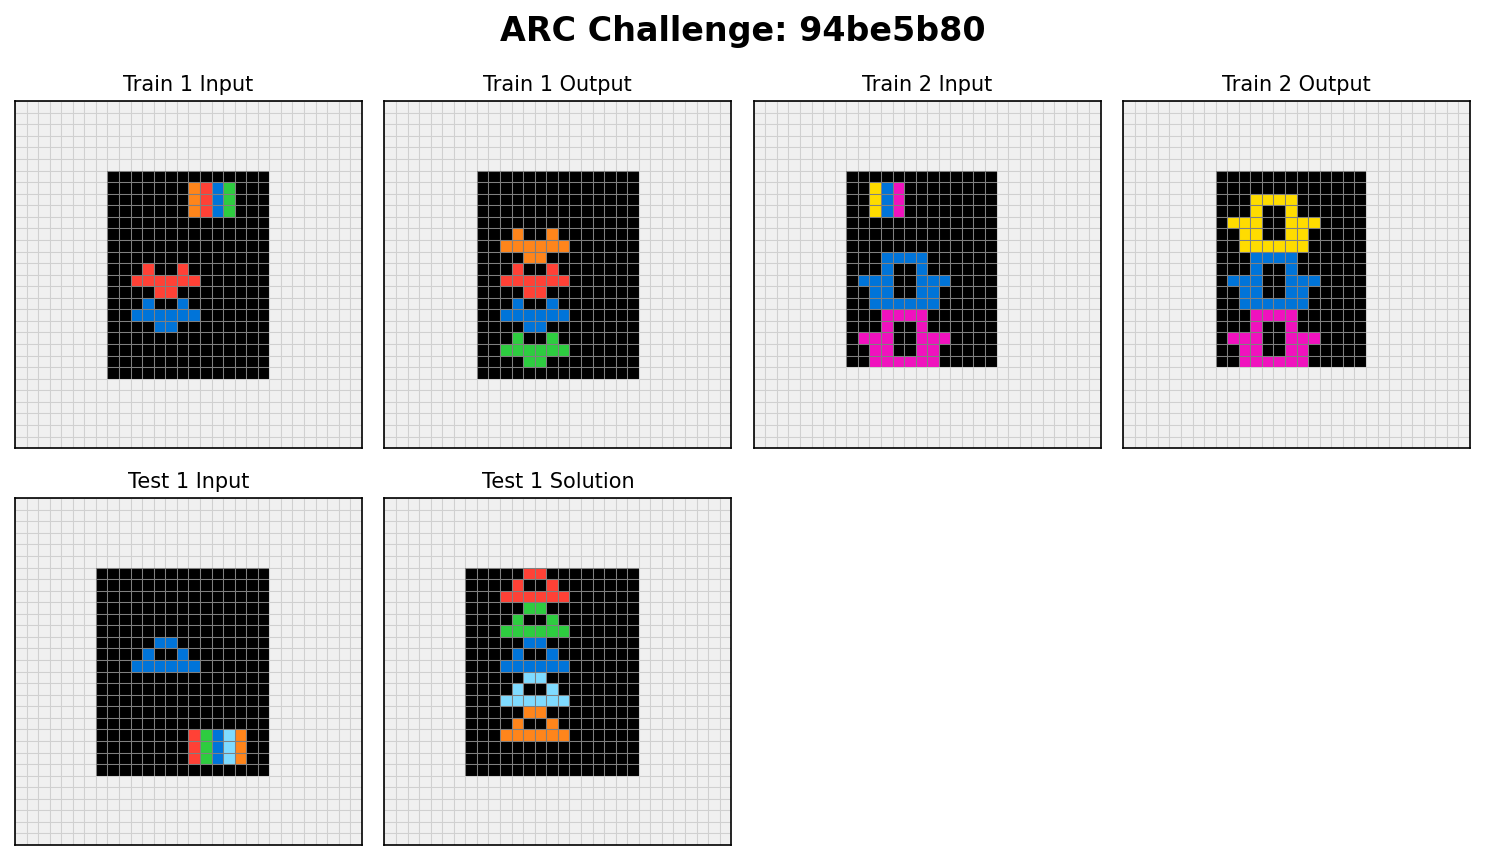 ARC Challenge: 94be5b80
Train 1 Input
Train 1 Output
Train 2 Input
Train 2 Output
Test 1 Input
Test 1 Solution